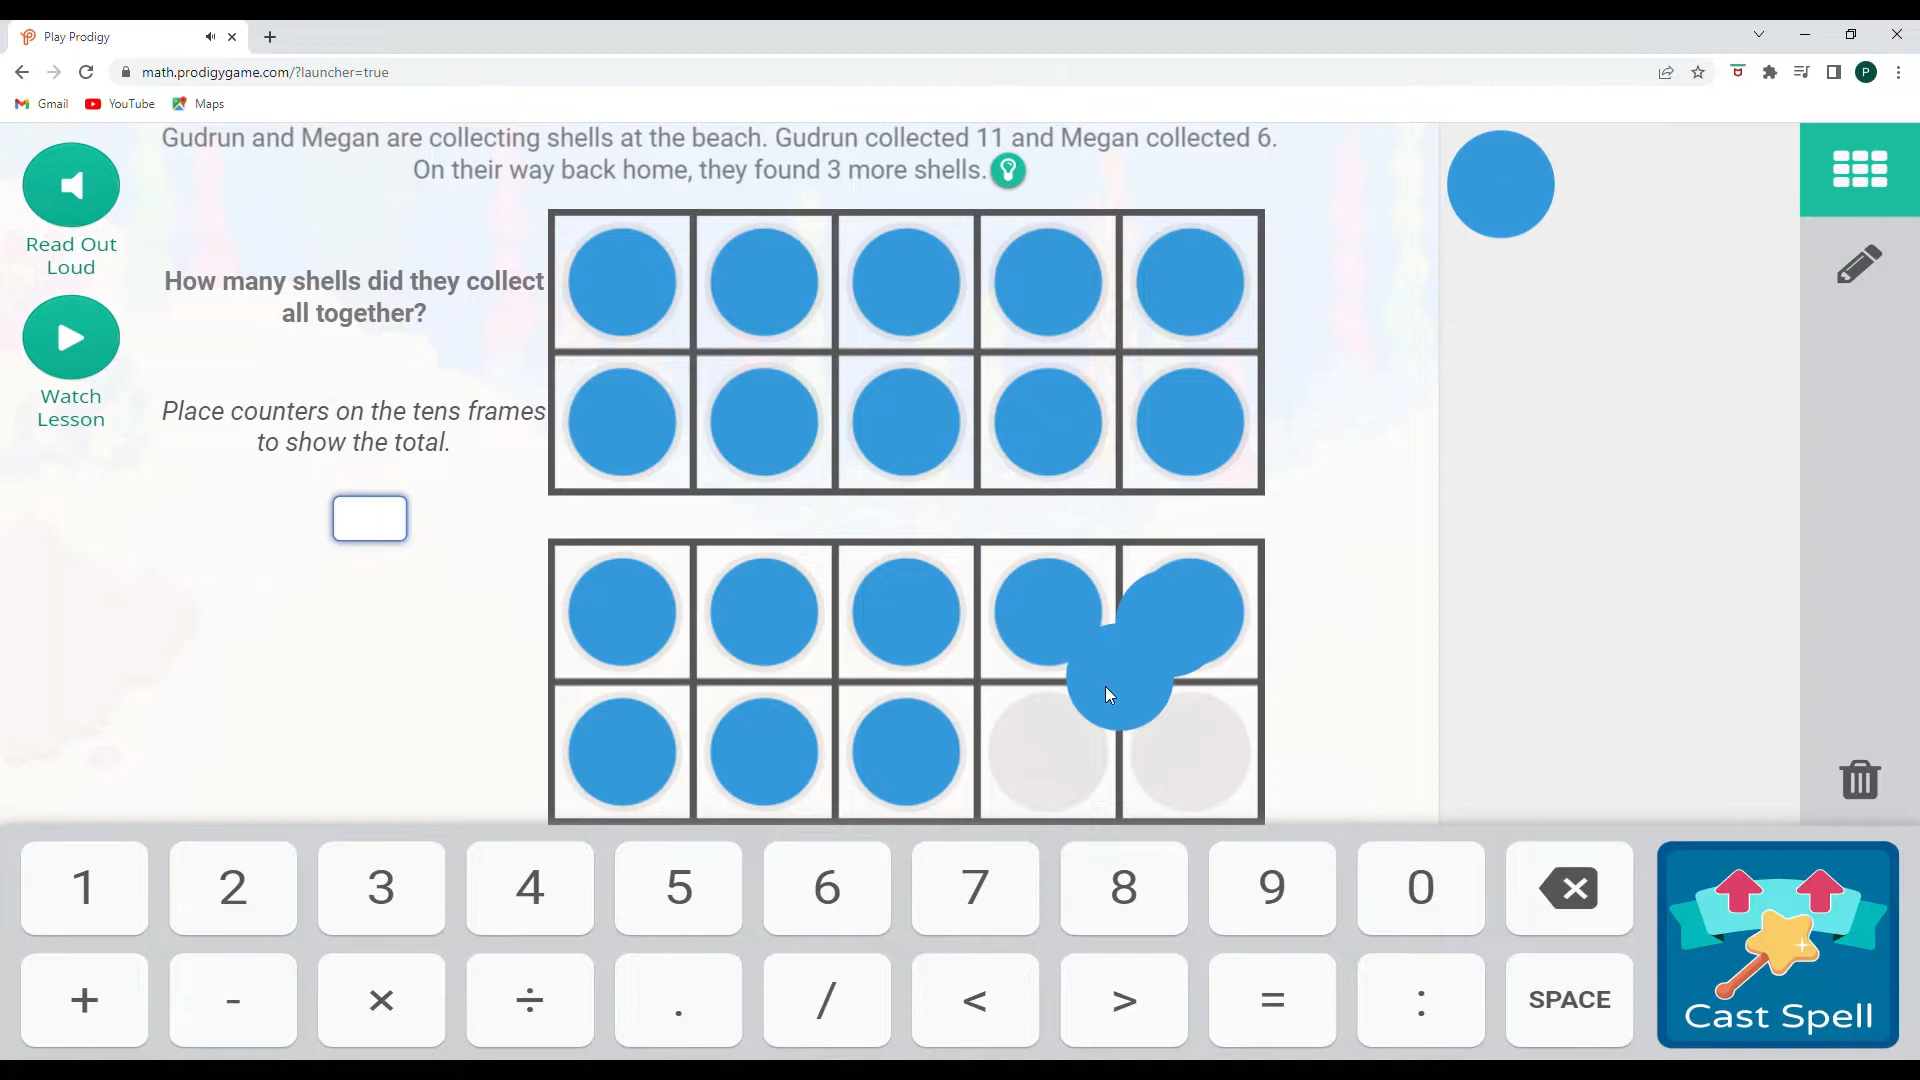 Play Prodigy
math.prodigygame.com/?launcher=true
P
Gmail YouTube Maps
Gudrun and Megan are collecting shells at the beach. Gudrun collected 11 and Megan collected 6.
On their way back home, they found 3 more shells.
Read Out
Loud
How many shells did they collect
all together?
Watch
Lesson
Place counters on the tens frames
to show the total.
1 2 3 4 5 6 7 8 9 0
+ - × ÷ . / < > = : SPACE
Cast Spell